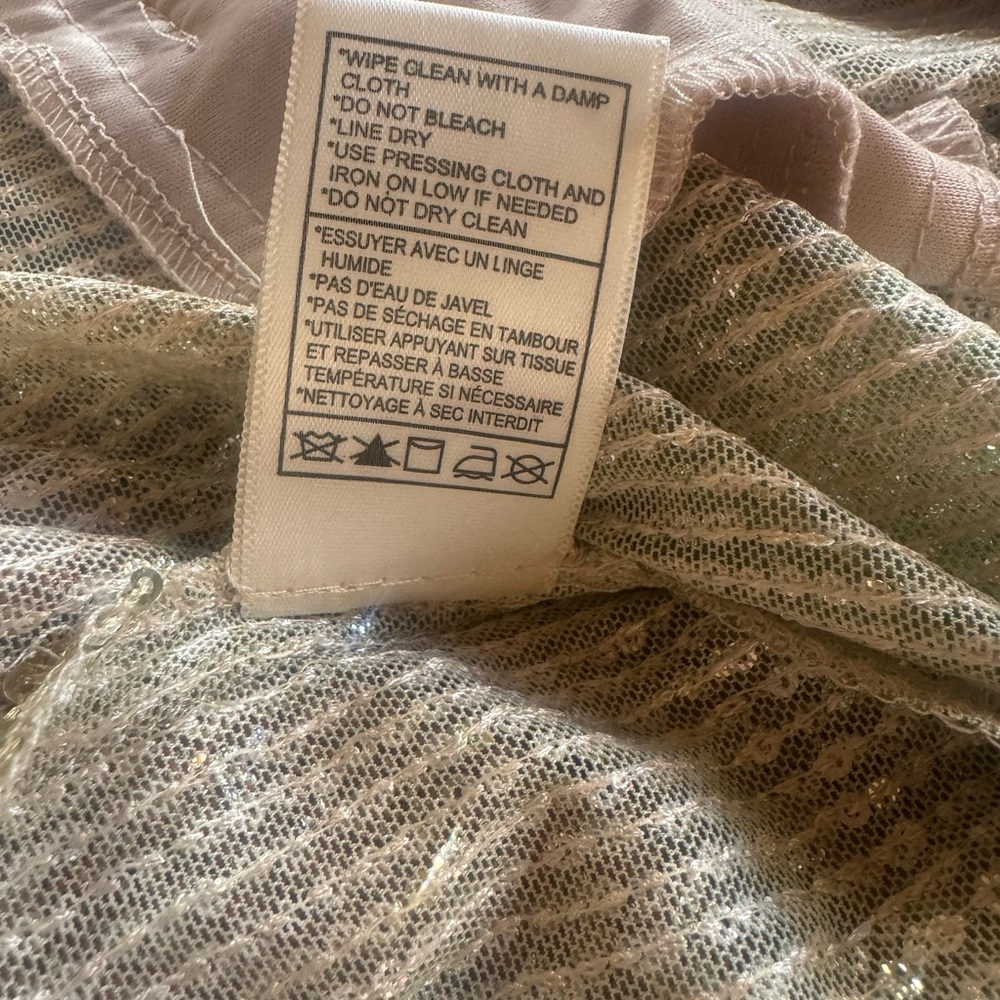 *WIPE CLEAN WITH A DAMP
CLOTH
*DO NOT BLEACH
*LINE DRY
*USE PRESSING CLOTH AND
IRON ON LOW IF NEEDED
*DO NOT DRY CLEAN
*ESSUYER AVEC UN LINGE
HUMIDE
*PAS D'EAU DE JAVEL
*PAS DE SÉCHAGE EN TAMBOUR
*UTILISER APPUYANT SUR TISSUE
ET REPASSER À BASSE
TEMPÉRATURE SI NÉCESSAIRE
*NETTOYAGE À SEC INTERDIT